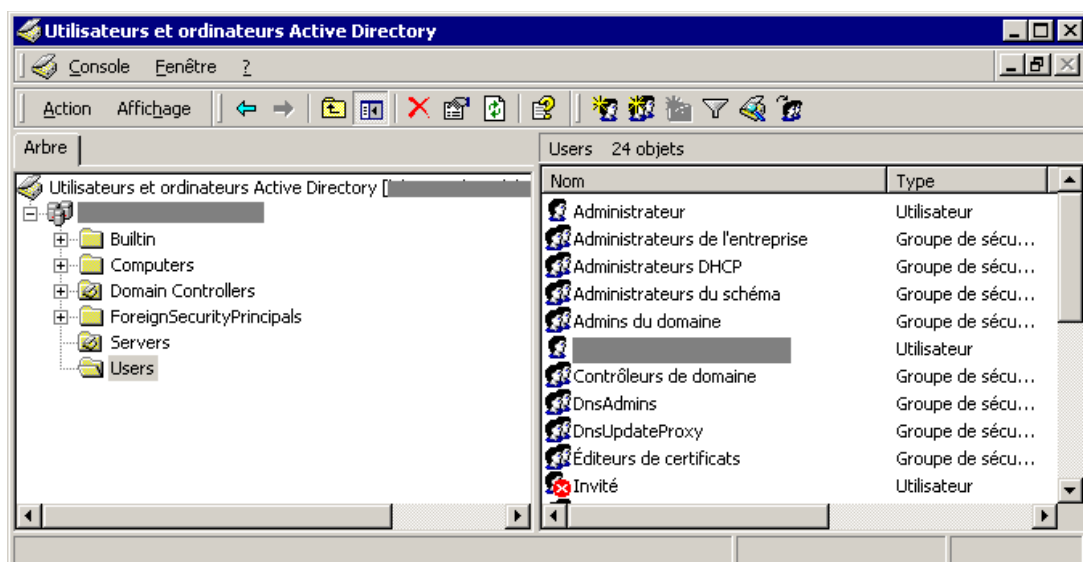 Utilisateurs et ordinateurs Active Directory
Console Fenêtre ?
Action Affichage
Arbre
Users 24 objets
Utilisateurs et ordinateurs Active Directory [
Builtin
Computers
Domain Controllers
ForeignSecurityPrincipals
Servers
Users
Nom Type
Administrateur Utilisateur
Administrateurs de l'entreprise Groupe de sécu...
Administrateurs DHCP Groupe de sécu...
Administrateurs du schéma Groupe de sécu...
Admins du domaine Groupe de sécu...
Utilisateur
Contrôleurs de domaine Groupe de sécu...
DnsAdmins Groupe de sécu...
DnsUpdateProxy Groupe de sécu...
Éditeurs de certificats Groupe de sécu...
Invité Utilisateur